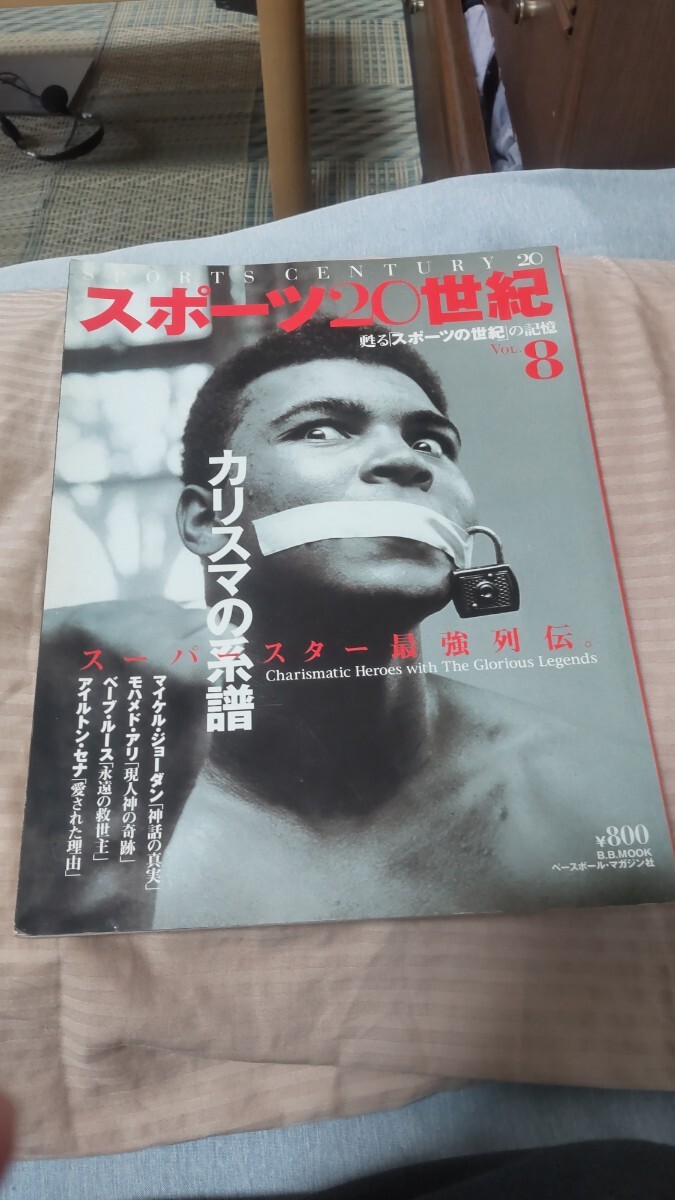 SPORTS CENTURY 20
スポーツ20世紀
甦る「スポーツの世紀」の記憶
VOL. 8
カリスマの系譜
スーパースター最強列伝。
Charismatic Heroes with The Glorious Legends
マイケル・ジョーダン「神話の真実」
モハメド・アリ「現人神の奇跡」
ベーブ・ルース「永遠の救世主」
アイルトン・セナ「愛された理由」
¥800
B.B.MOOK
ベースボール・マガジン社